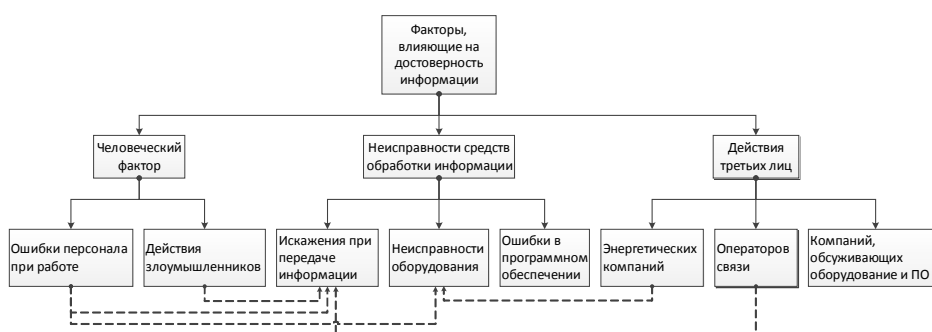 Факторы,
влияющие на
достоверность
информации
Человеческий
фактор
Неисправности средств
обработки информации
Действия
третьих лиц
Ошибки персонала
при работе
Действия
злоумышленников
Искажения при
передаче
информации
Неисправности
оборудования
Ошибки в
программном
обеспечении
Энергетических
компаний
Операторов
связи
Компаний,
обсуживающих
оборудование и ПО